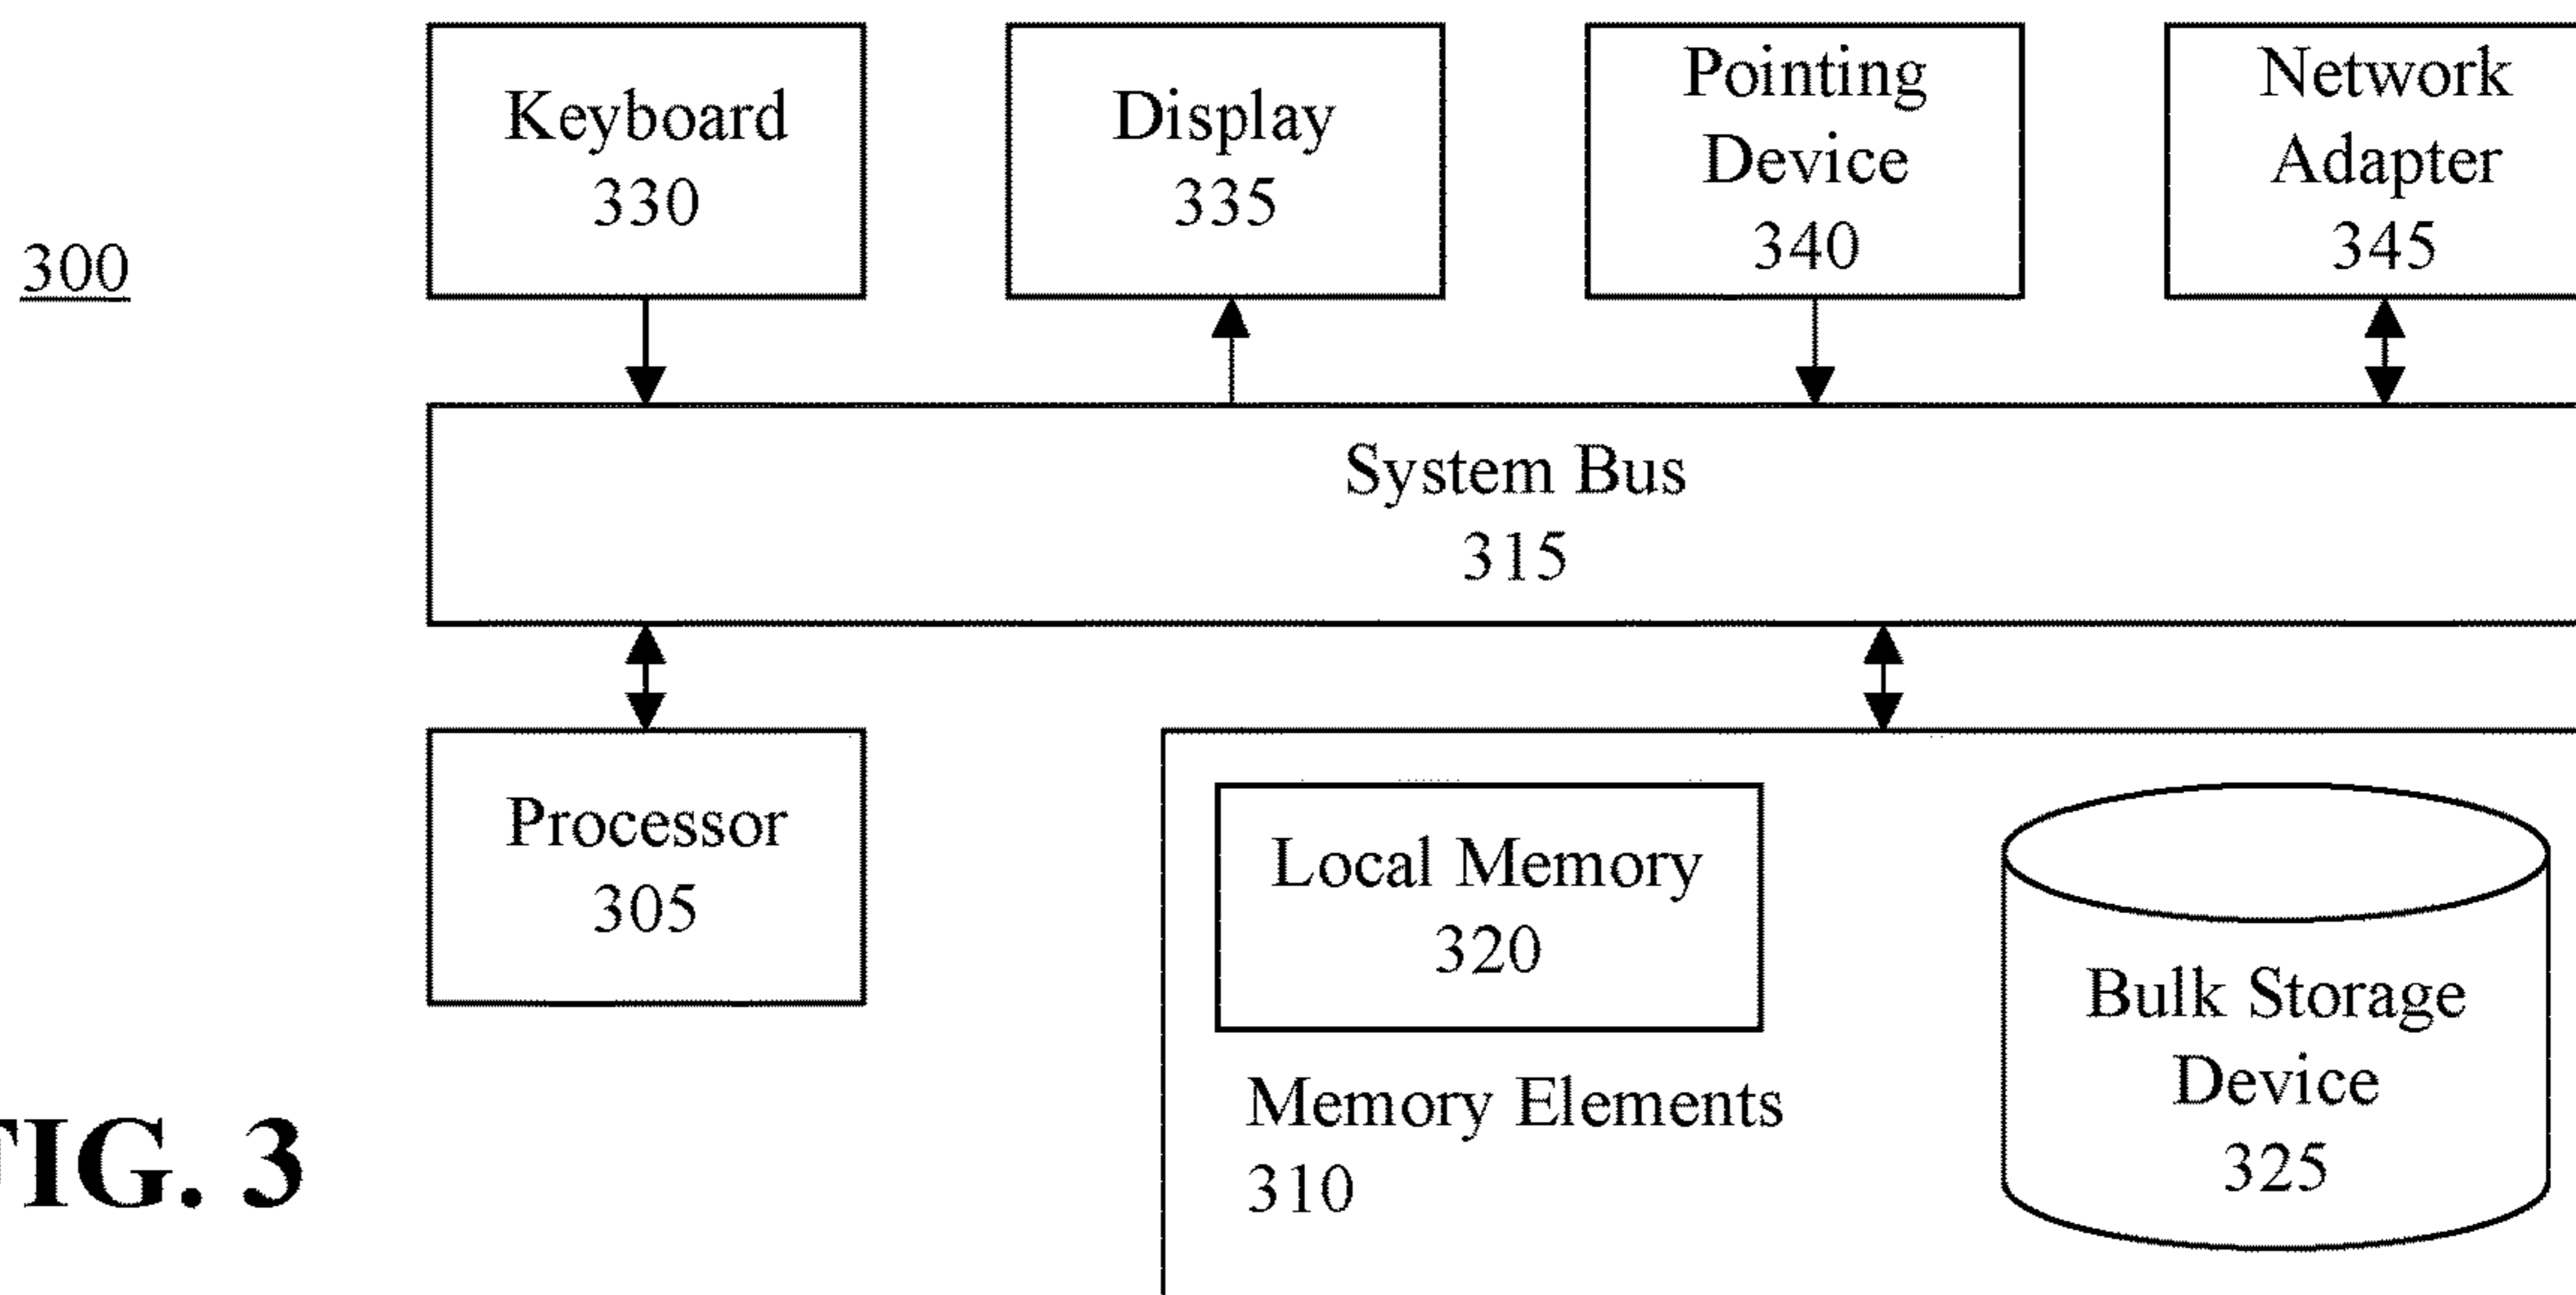 300
Keyboard
330
Display
335
Pointing
Device
340
Network
Adapter
345
System Bus
315
Processor
305
Local Memory
320
Memory Elements
310
Bulk Storage
Device
325
FIG. 3